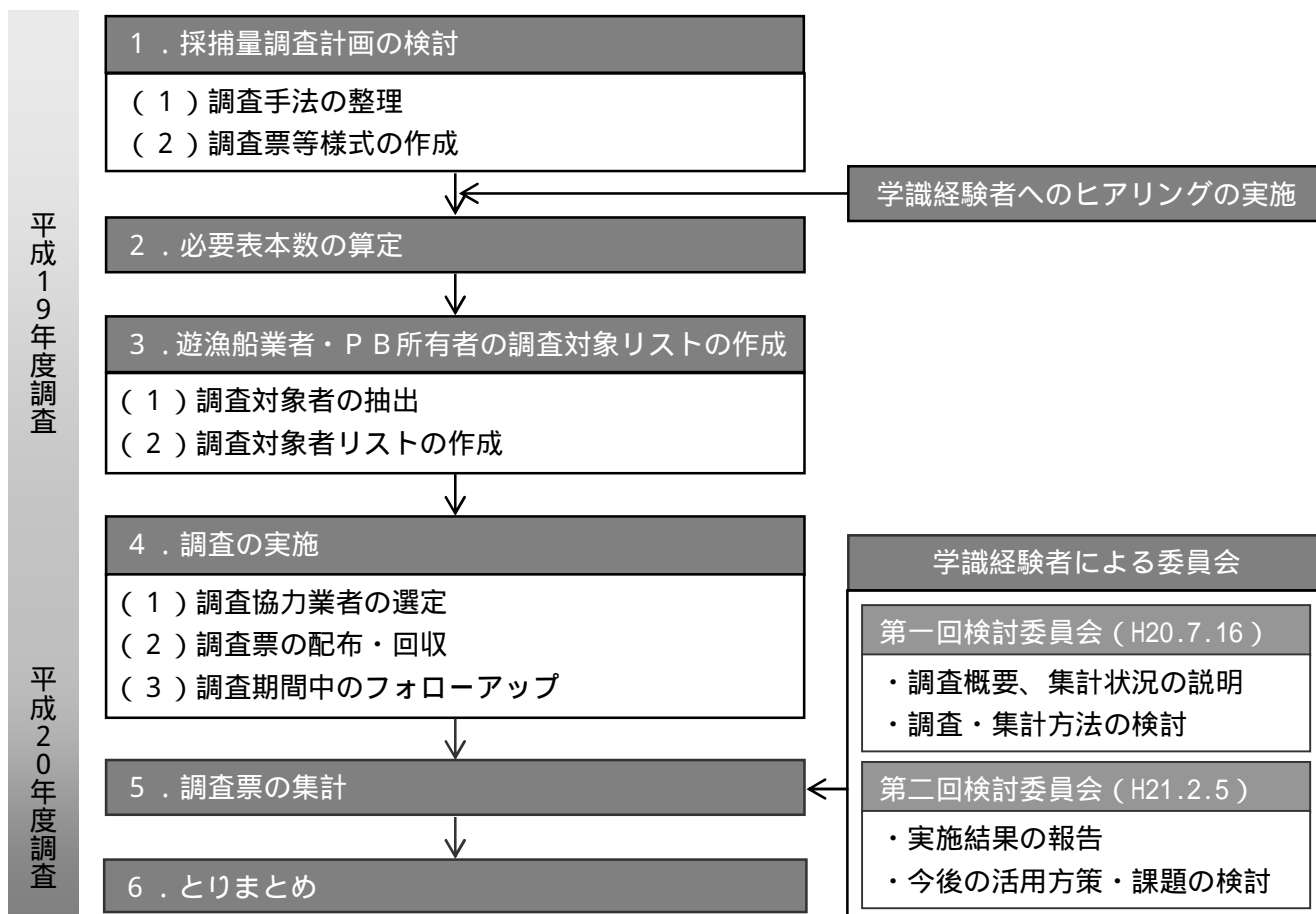 平成19年度調査
平成20年度調査
1．採捕量調査計画の検討
(1)調査手法の整理
(2)調査票等様式の作成
学識経験者へのヒアリングの実施
2．必要表本数の算定
3．遊漁船業者・PB所有者の調査対象リストの作成
(1)調査対象者の抽出
(2)調査対象者リストの作成
4．調査の実施
(1)調査協力業者の選定
(2)調査票の配布・回収
(3)調査期間中のフォローアップ
5．調査票の集計
6．とりまとめ
学識経験者による委員会
第一回検討委員会(H20.7.16)
・調査概要、集計状況の説明
・調査・集計方法の検討
第二回検討委員会(H21.2.5)
・実施結果の報告
・今後の活用方策・課題の検討